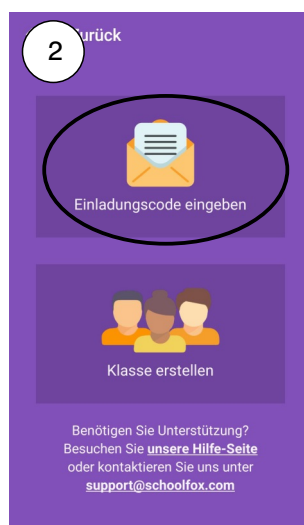 2
urück
Einladungscode eingeben
Klasse erstellen
Benötigen Sie Unterstützung?
Besuchen Sie unsere Hilfe-Seite
oder kontaktieren Sie uns unter
support@schoolfox.com